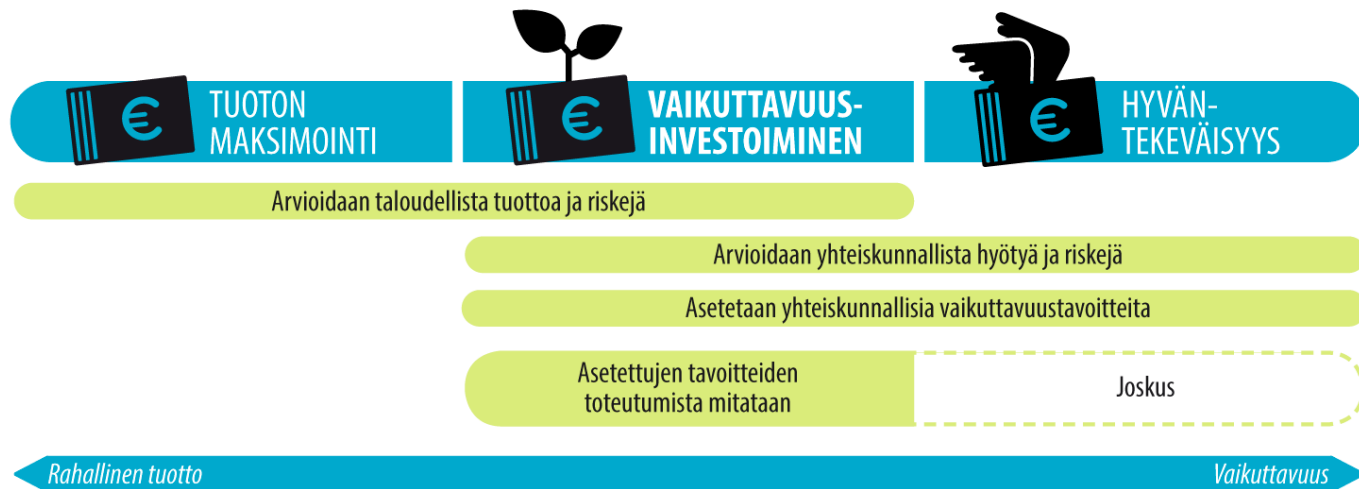 € TUOTON
MAKSIMOINTI
€ VAIKUTTAVUUS-
INVESTOIMINEN
€ HYVÄN-
TEKEVÄISYYS
Arvioidaan taloudellista tuottoa ja riskejä
Arvioidaan yhteiskunnallista hyötyä ja riskejä
Asetetaan yhteiskunnallisia vaikuttavuustavoitteita
Asetettujen tavoitteiden
toteutumista mitataan
Joskus
Rahallinen tuotto
Vaikuttavuus